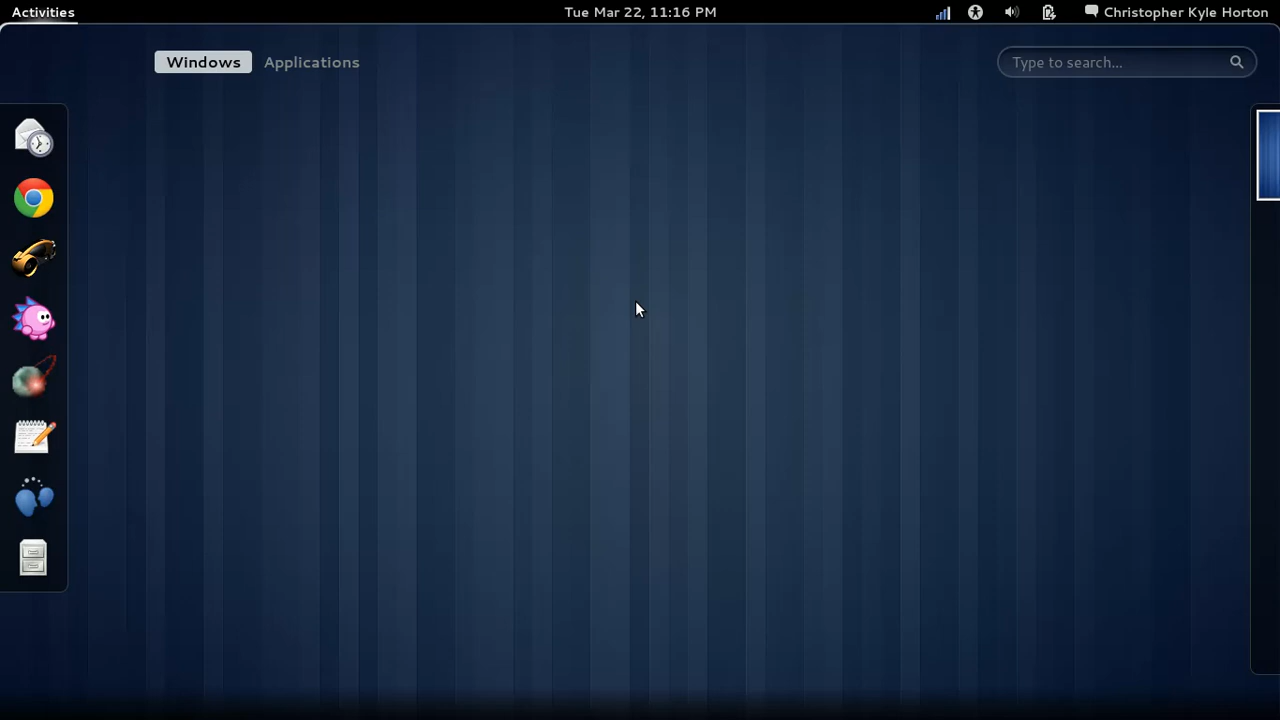 Activities
Tue Mar 22, 11:16 PM
Christopher Kyle Horton
Windows
Applications
Type to search...